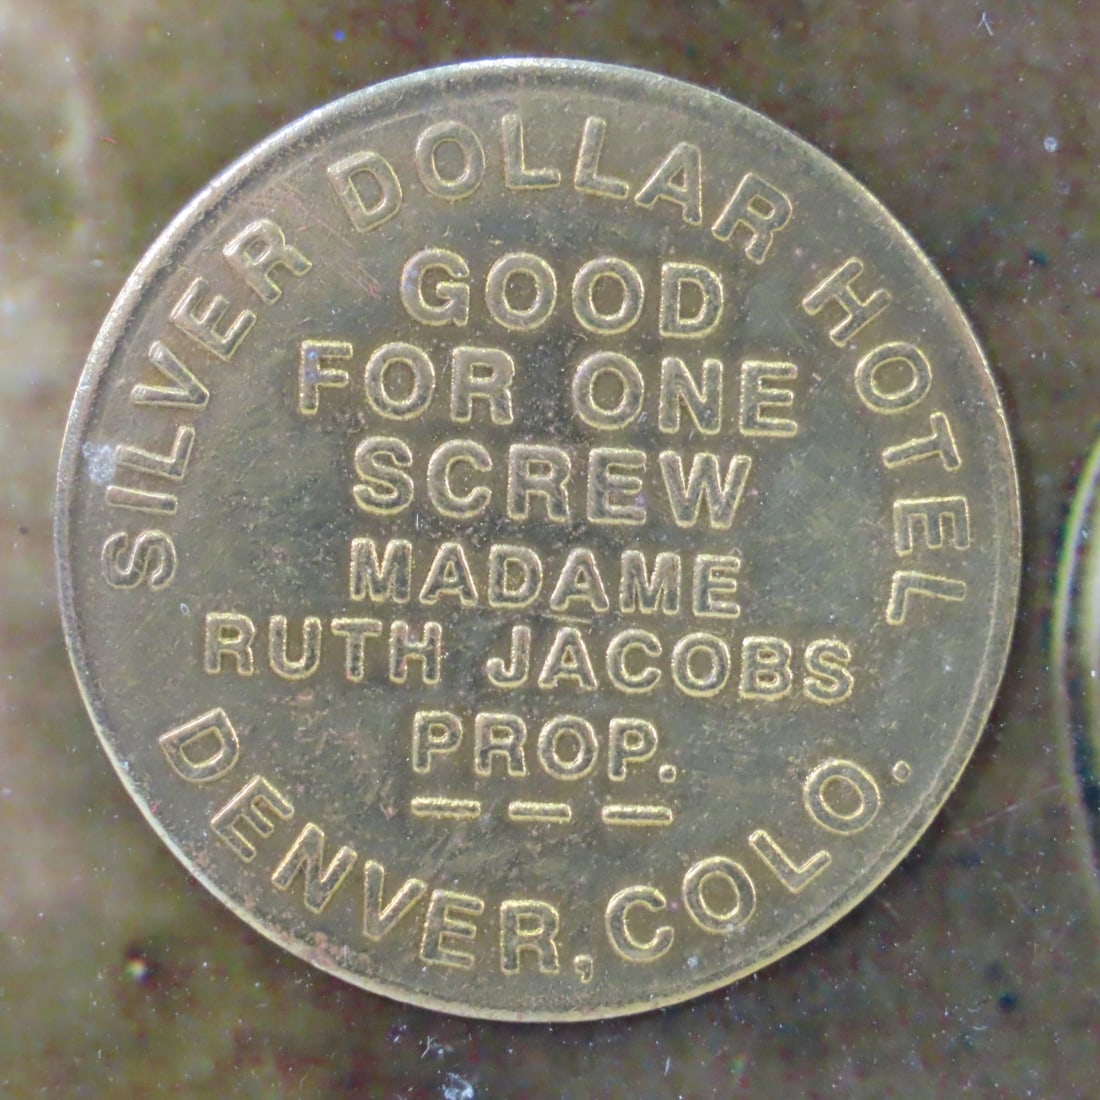 SILVER DOLLAR HOTEL
GOOD
FOR ONE
SCREW
MADAME
RUTH JACOBS
PROP.
DENVER, COLO.